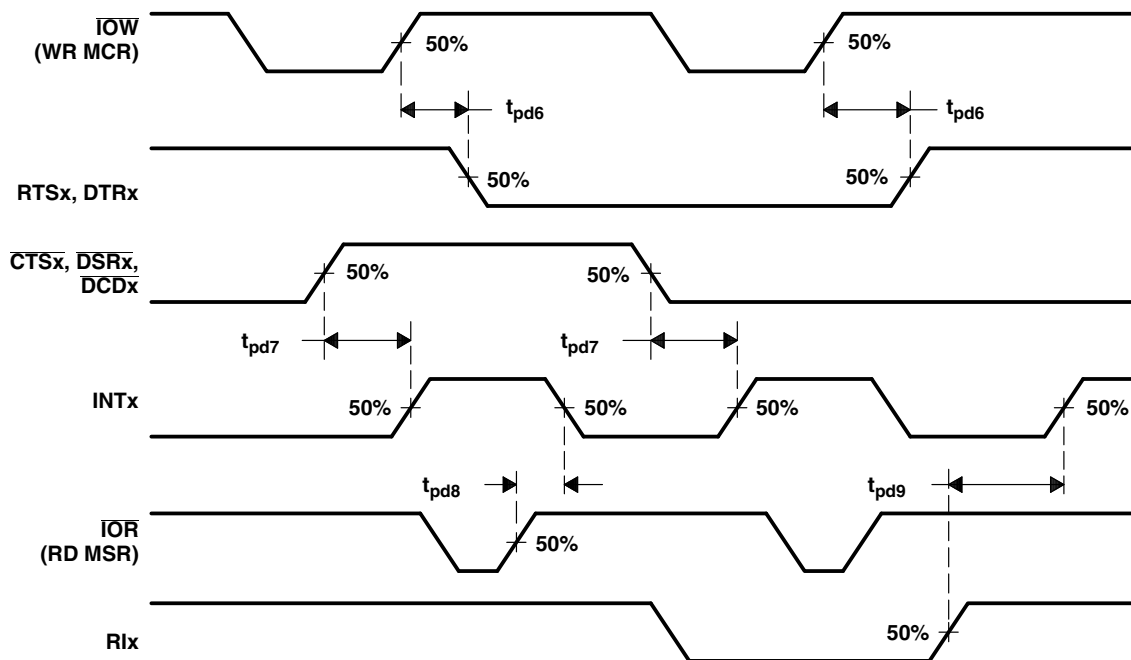 IOW
(WR MCR)
50%
50%
tpd6
tpd6
RTSx, DTRx
50%
50%
CTSx, DSRx,
DCDx
50%
50%
tpd7
tpd7
INTx
50%
50%
50%
50%
tpd8
tpd9
IOR
(RD MSR)
50%
RIx
50%